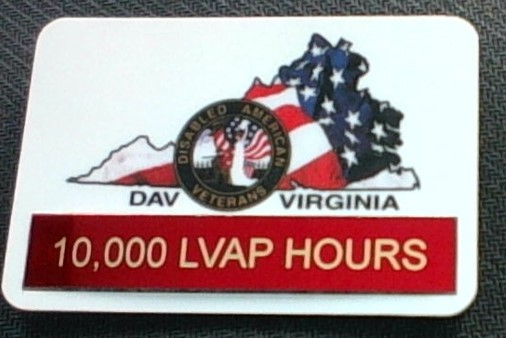 DISABLED AMERICAN
VETERANS
DAV VIRGINIA
10,000 LVAP HOURS